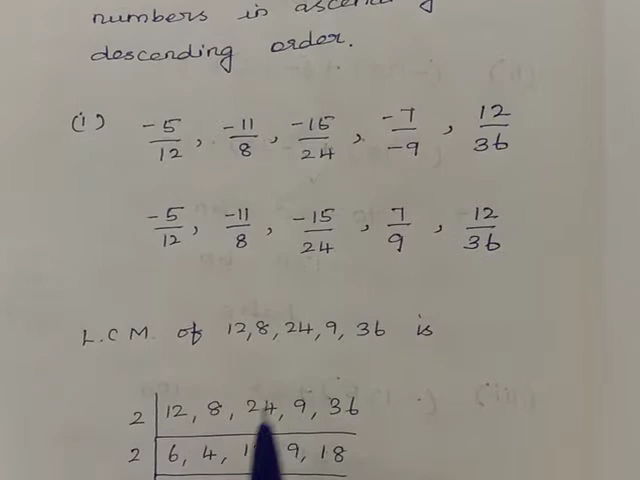 numbers in
descending order.
(i) -5/12, -11/8, -15/24, -7/-9, 12/36
-5/12, -11/8, -15/24, 7/9, -12/36
L.C.M. of 12, 8, 24, 9, 36 is
2 | 12, 8, 24, 9, 36
2 | 6, 4, 9, 18